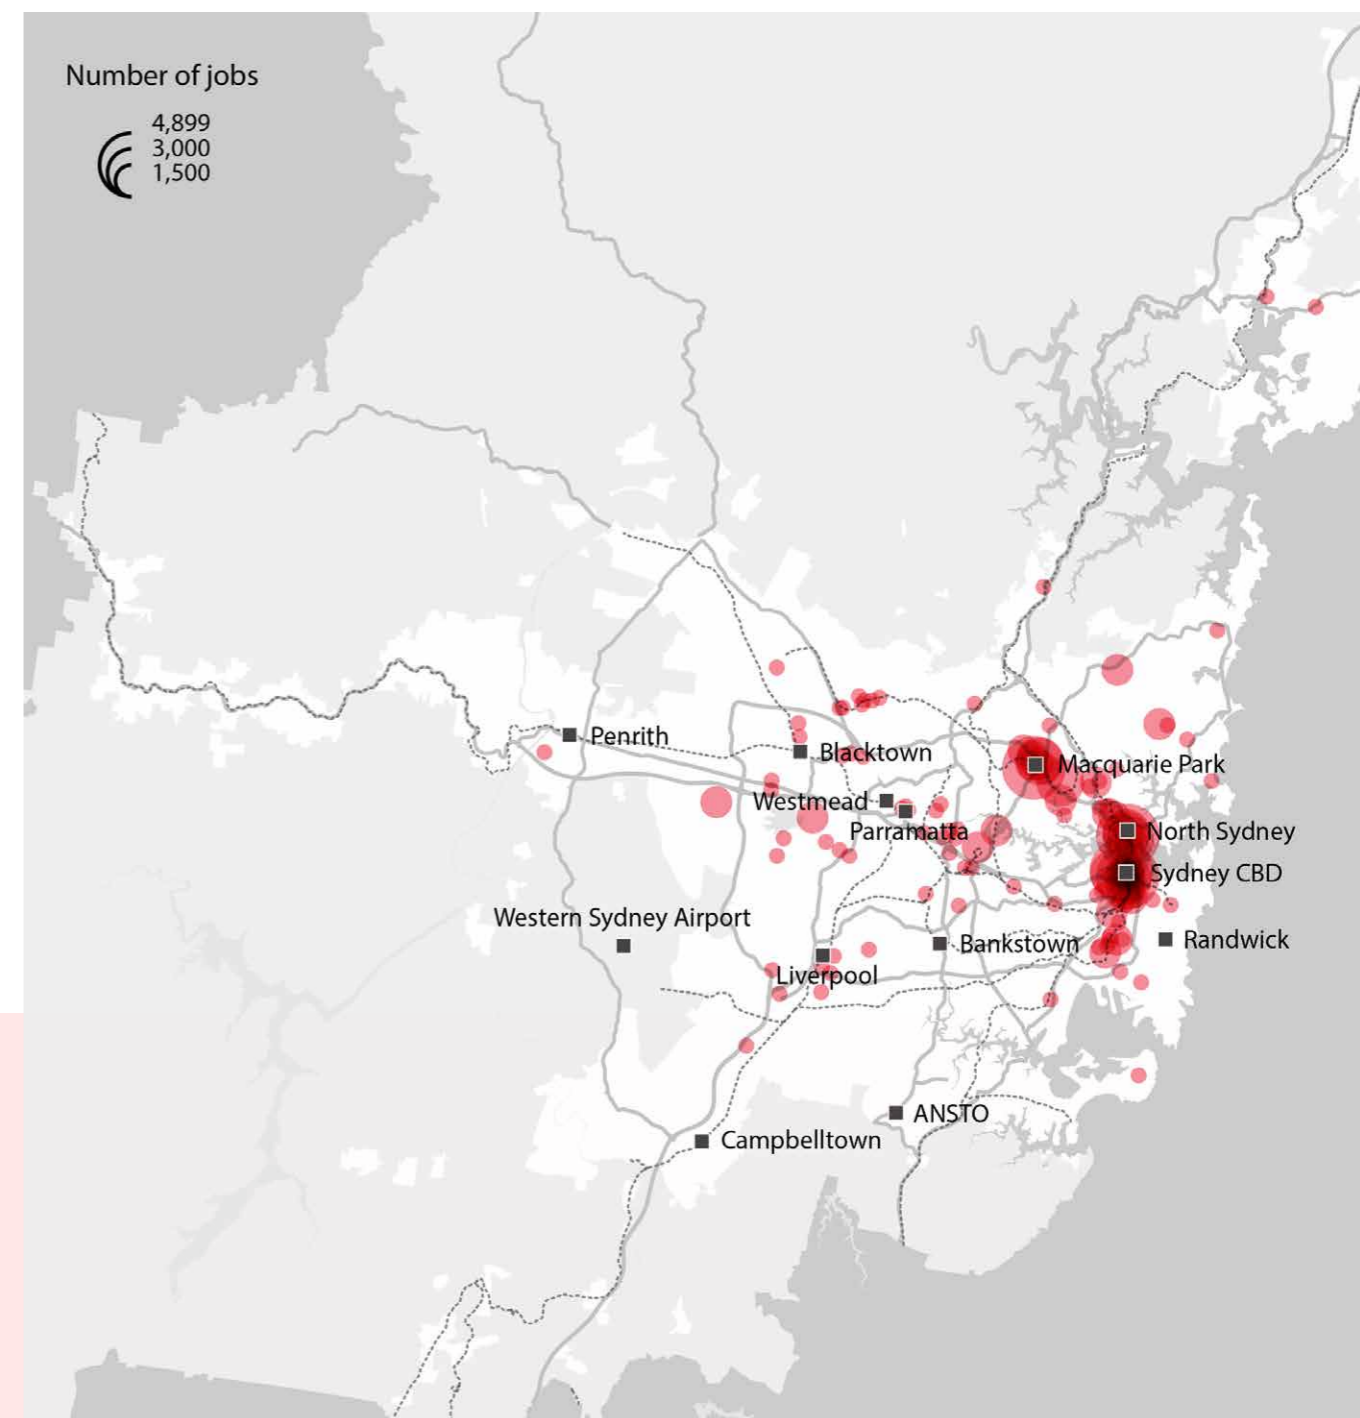 Number of jobs
4,899
3,000
1,500
Penrith
Blacktown
Macquarie Park
Westmead
Parramatta
North Sydney
Sydney CBD
Western Sydney Airport
Bankstown
Randwick
Liverpool
ANSTO
Campbelltown